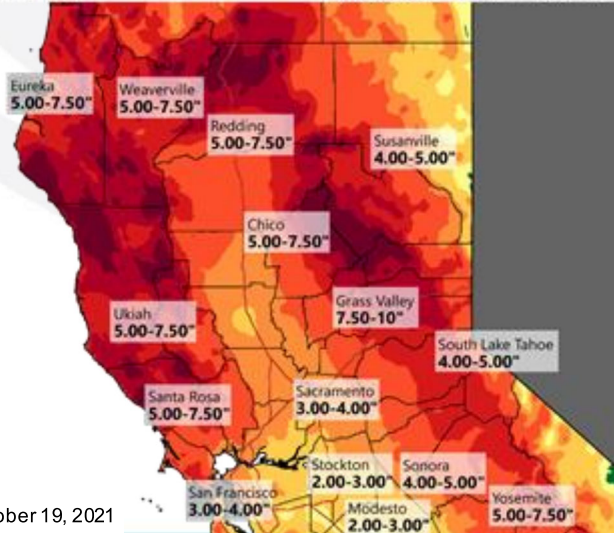 Eureka
5.00-7.50"
Weaverville
5.00-7.50"
Redding
5.00-7.50"
Susanville
4.00-5.00"
Chico
5.00-7.50"
Grass Valley
7.50-10"
Ukiah
5.00-7.50"
South Lake Tahoe
4.00-5.00"
Santa Rosa
5.00-7.50"
Sacramento
3.00-4.00"
Stockton
2.00-3.00"
Sonora
4.00-5.00"
San Francisco
3.00-4.00"
Yosemite
5.00-7.50"
Modesto
2.00-3.00"
ober 19, 2021